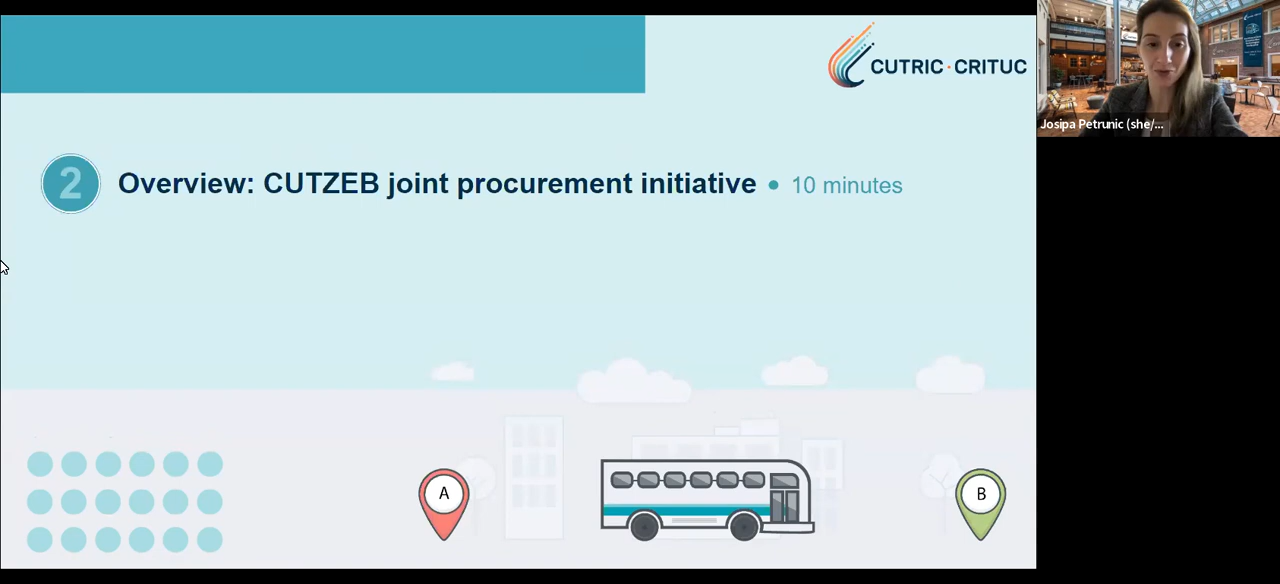 CUTRIC·CRITUC
Josipa Petrunic (she/...
2 Overview: CUTZEB joint procurement initiative • 10 minutes
A
B